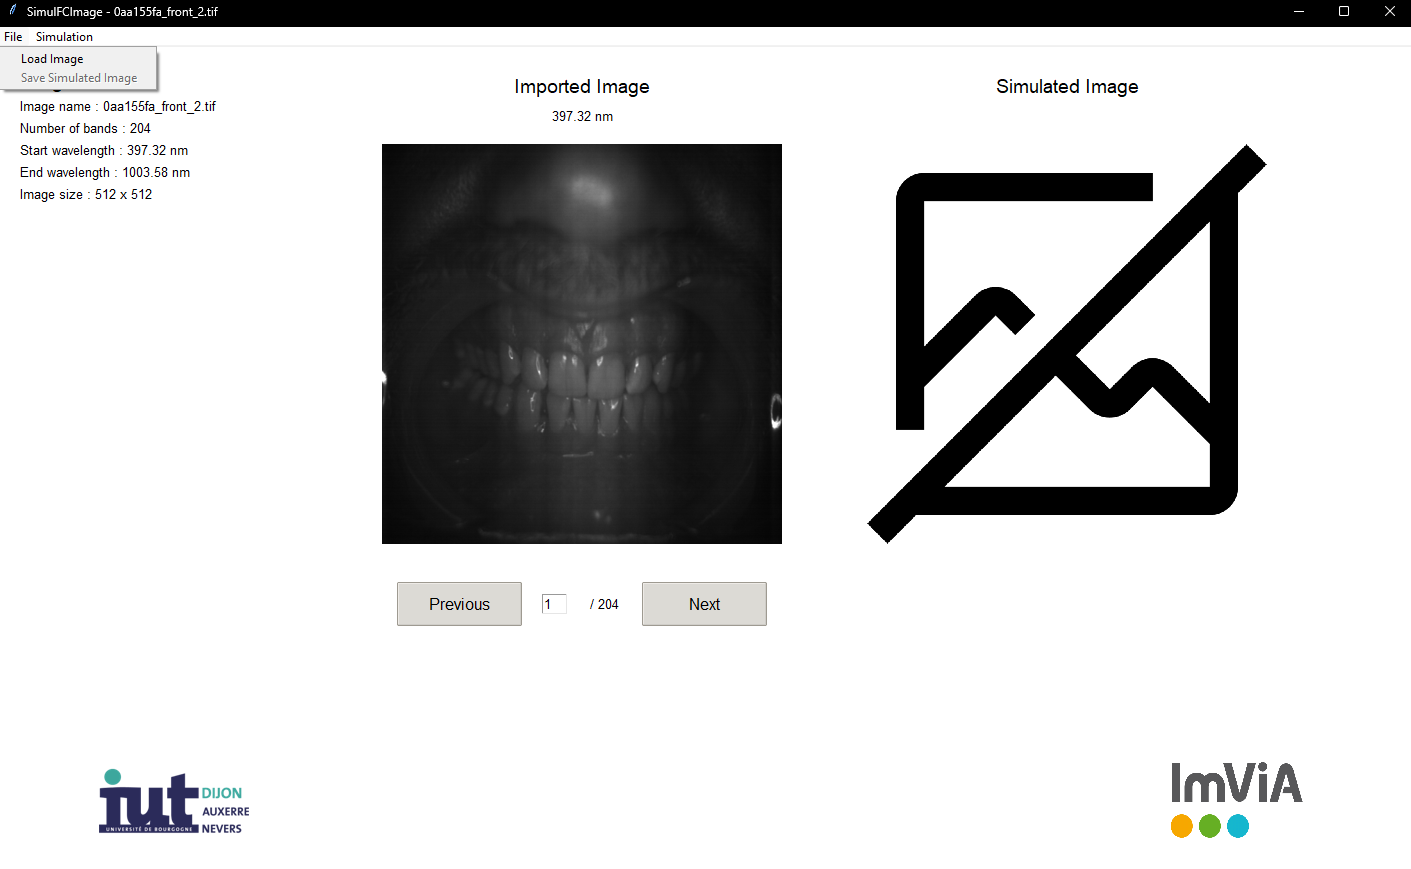 SimulFCImage - 0aa155fa_front_2.tif
File Simulation
Load Image
Save Simulated Image
Image name : 0aa155fa_front_2.tif
Number of bands : 204
Start wavelength : 397.32 nm
End wavelength : 1003.58 nm
Image size : 512 x 512
Imported Image
397.32 nm
Simulated Image
Previous 1 / 204 Next
iut DIJON
AUXERRE
UNIVERSITÉ DE BOURGOGNE NEVERS
ImViA